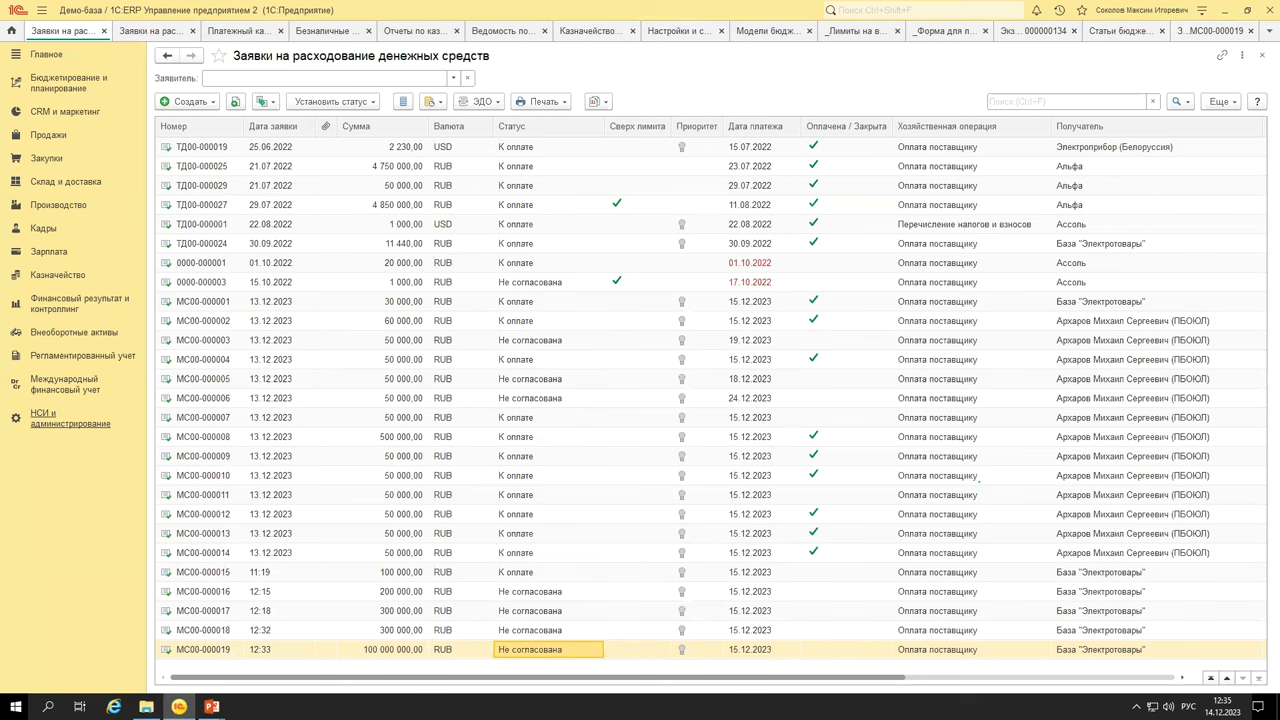 Демо-база / 1С:ERP Управление предприятием 2 (1С:Предприятие)
Поиск Ctrl+Shift+F
Соколов Максим Игоревич
Заявки на рас...
Заявки на рас...
Платежный ка...
Безналичные ...
Отчеты по каз...
Ведомость по...
Казначейство...
Настройки и с...
Модели бюдж...
_Лимиты на в...
_Форма для л...
Экз... 000000134
Статьи бюдже...
З...МС00-000019
Главное
Бюджетирование и
планирование
CRM и маркетинг
Продажи
Закупки
Склад и доставка
Производство
Кадры
Зарплата
Казначейство
Финансовый результат и
контроллинг
Внеоборотные активы
Регламентированный учет
Международный
финансовый учет
НСИ и
администрирование
Заявки на расходование денежных средств
Заявитель:
Создать Установить статус ЭДО Печать Поиск (Ctrl+F) Еще ?
Номер Дата заявки Сумма Валюта Статус Сверх лимита Приоритет Дата платежа Оплачена / Закрыта Хозяйственная операция Получатель
ТД00-000019 25.06.2022 2 230,00 USD К оплате 15.07.2022 Оплата поставщику Электроприбор (Белоруссия)
ТД00-000025 21.07.2022 4 750 000,00 RUB К оплате 23.07.2022 Оплата поставщику Альфа
ТД00-000029 21.07.2022 50 000,00 RUB К оплате 29.07.2022 Оплата поставщику Альфа
ТД00-000027 29.07.2022 4 850 000,00 RUB К оплате 11.08.2022 Оплата поставщику Альфа
ТД00-000001 22.08.2022 1 000,00 USD К оплате 22.08.2022 Перечисление налогов и взносов Ассоль
ТД00-000024 30.09.2022 11 440,00 RUB К оплате 30.09.2022 Оплата поставщику База "Электротовары"
0000-000001 01.10.2022 20 000,00 RUB К оплате 01.10.2022 Оплата поставщику Ассоль
0000-000003 15.10.2022 1 000,00 RUB Не согласована 17.10.2022 Оплата поставщику Ассоль
МС00-000001 13.12.2023 30 000,00 RUB К оплате 15.12.2023 Оплата поставщику База "Электротовары"
МС00-000002 13.12.2023 60 000,00 RUB К оплате 15.12.2023 Оплата поставщику Архаров Михаил Сергеевич (ПБОЮЛ)
МС00-000003 13.12.2023 50 000,00 RUB Не согласована 19.12.2023 Оплата поставщику Архаров Михаил Сергеевич (ПБОЮЛ)
МС00-000004 13.12.2023 50 000,00 RUB К оплате 15.12.2023 Оплата поставщику Архаров Михаил Сергеевич (ПБОЮЛ)
МС00-000005 13.12.2023 50 000,00 RUB Не согласована 18.12.2023 Оплата поставщику Архаров Михаил Сергеевич (ПБОЮЛ)
МС00-000006 13.12.2023 50 000,00 RUB Не согласована 24.12.2023 Оплата поставщику Архаров Михаил Сергеевич (ПБОЮЛ)
МС00-000007 13.12.2023 50 000,00 RUB К оплате 15.12.2023 Оплата поставщику Архаров Михаил Сергеевич (ПБОЮЛ)
МС00-000008 13.12.2023 500 000,00 RUB К оплате 15.12.2023 Оплата поставщику Архаров Михаил Сергеевич (ПБОЮЛ)
МС00-000009 13.12.2023 50 000,00 RUB К оплате 15.12.2023 Оплата поставщику Архаров Михаил Сергеевич (ПБОЮЛ)
МС00-000010 13.12.2023 50 000,00 RUB К оплате 15.12.2023 Оплата поставщику Архаров Михаил Сергеевич (ПБОЮЛ)
МС00-000011 13.12.2023 50 000,00 RUB К оплате 15.12.2023 Оплата поставщику Архаров Михаил Сергеевич (ПБОЮЛ)
МС00-000012 13.12.2023 50 000,00 RUB К оплате 15.12.2023 Оплата поставщику Архаров Михаил Сергеевич (ПБОЮЛ)
МС00-000013 13.12.2023 50 000,00 RUB К оплате 15.12.2023 Оплата поставщику Архаров Михаил Сергеевич (ПБОЮЛ)
МС00-000014 13.12.2023 50 000,00 RUB К оплате 15.12.2023 Оплата поставщику Архаров Михаил Сергеевич (ПБОЮЛ)
МС00-000015 11:19 100 000,00 RUB К оплате 15.12.2023 Оплата поставщику База "Электротовары"
МС00-000016 12:15 200 000,00 RUB Не согласована 15.12.2023 Оплата поставщику База "Электротовары"
МС00-000017 12:18 300 000,00 RUB Не согласована 15.12.2023 Оплата поставщику База "Электротовары"
МС00-000018 12:32 300 000,00 RUB Не согласована 15.12.2023 Оплата поставщику База "Электротовары"
МС00-000019 12:33 100 000 000,00 RUB Не согласована 15.12.2023 Оплата поставщику База "Электротовары"
РУС
12:35
14.12.2023